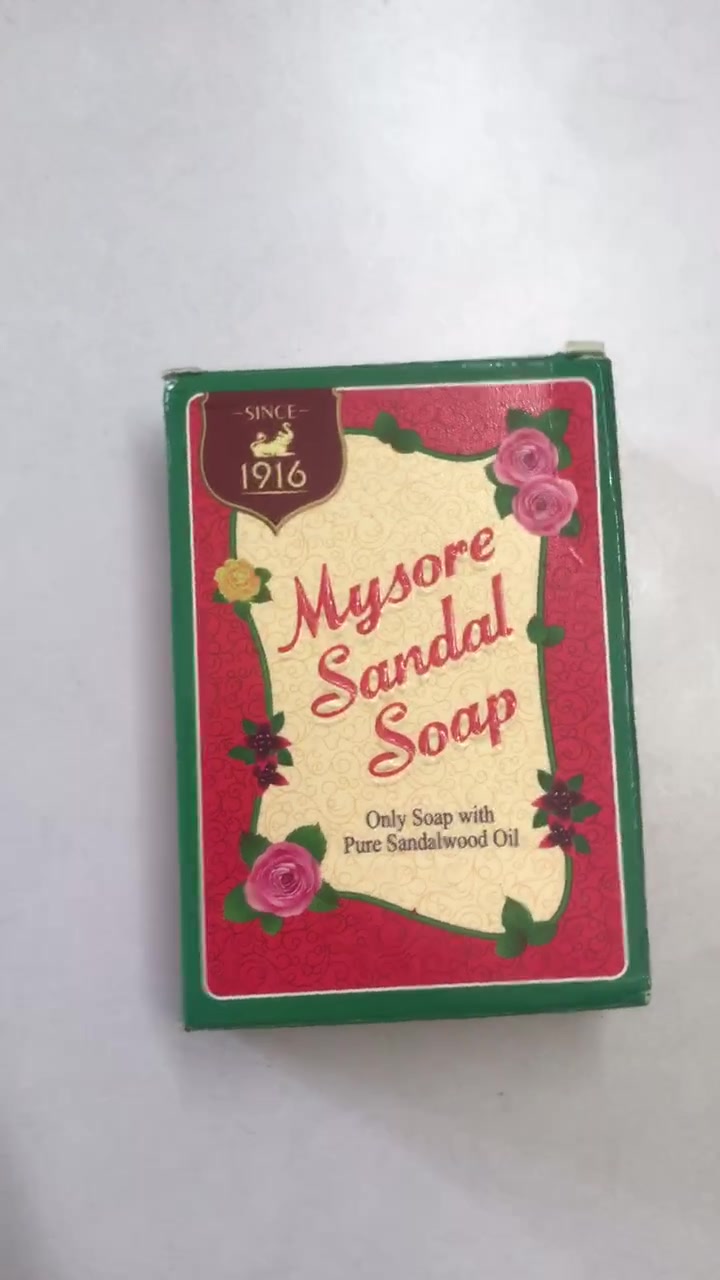 -SINCE-
1916
Mysore
Sandal
Soap
Only Soap with
Pure Sandalwood Oil